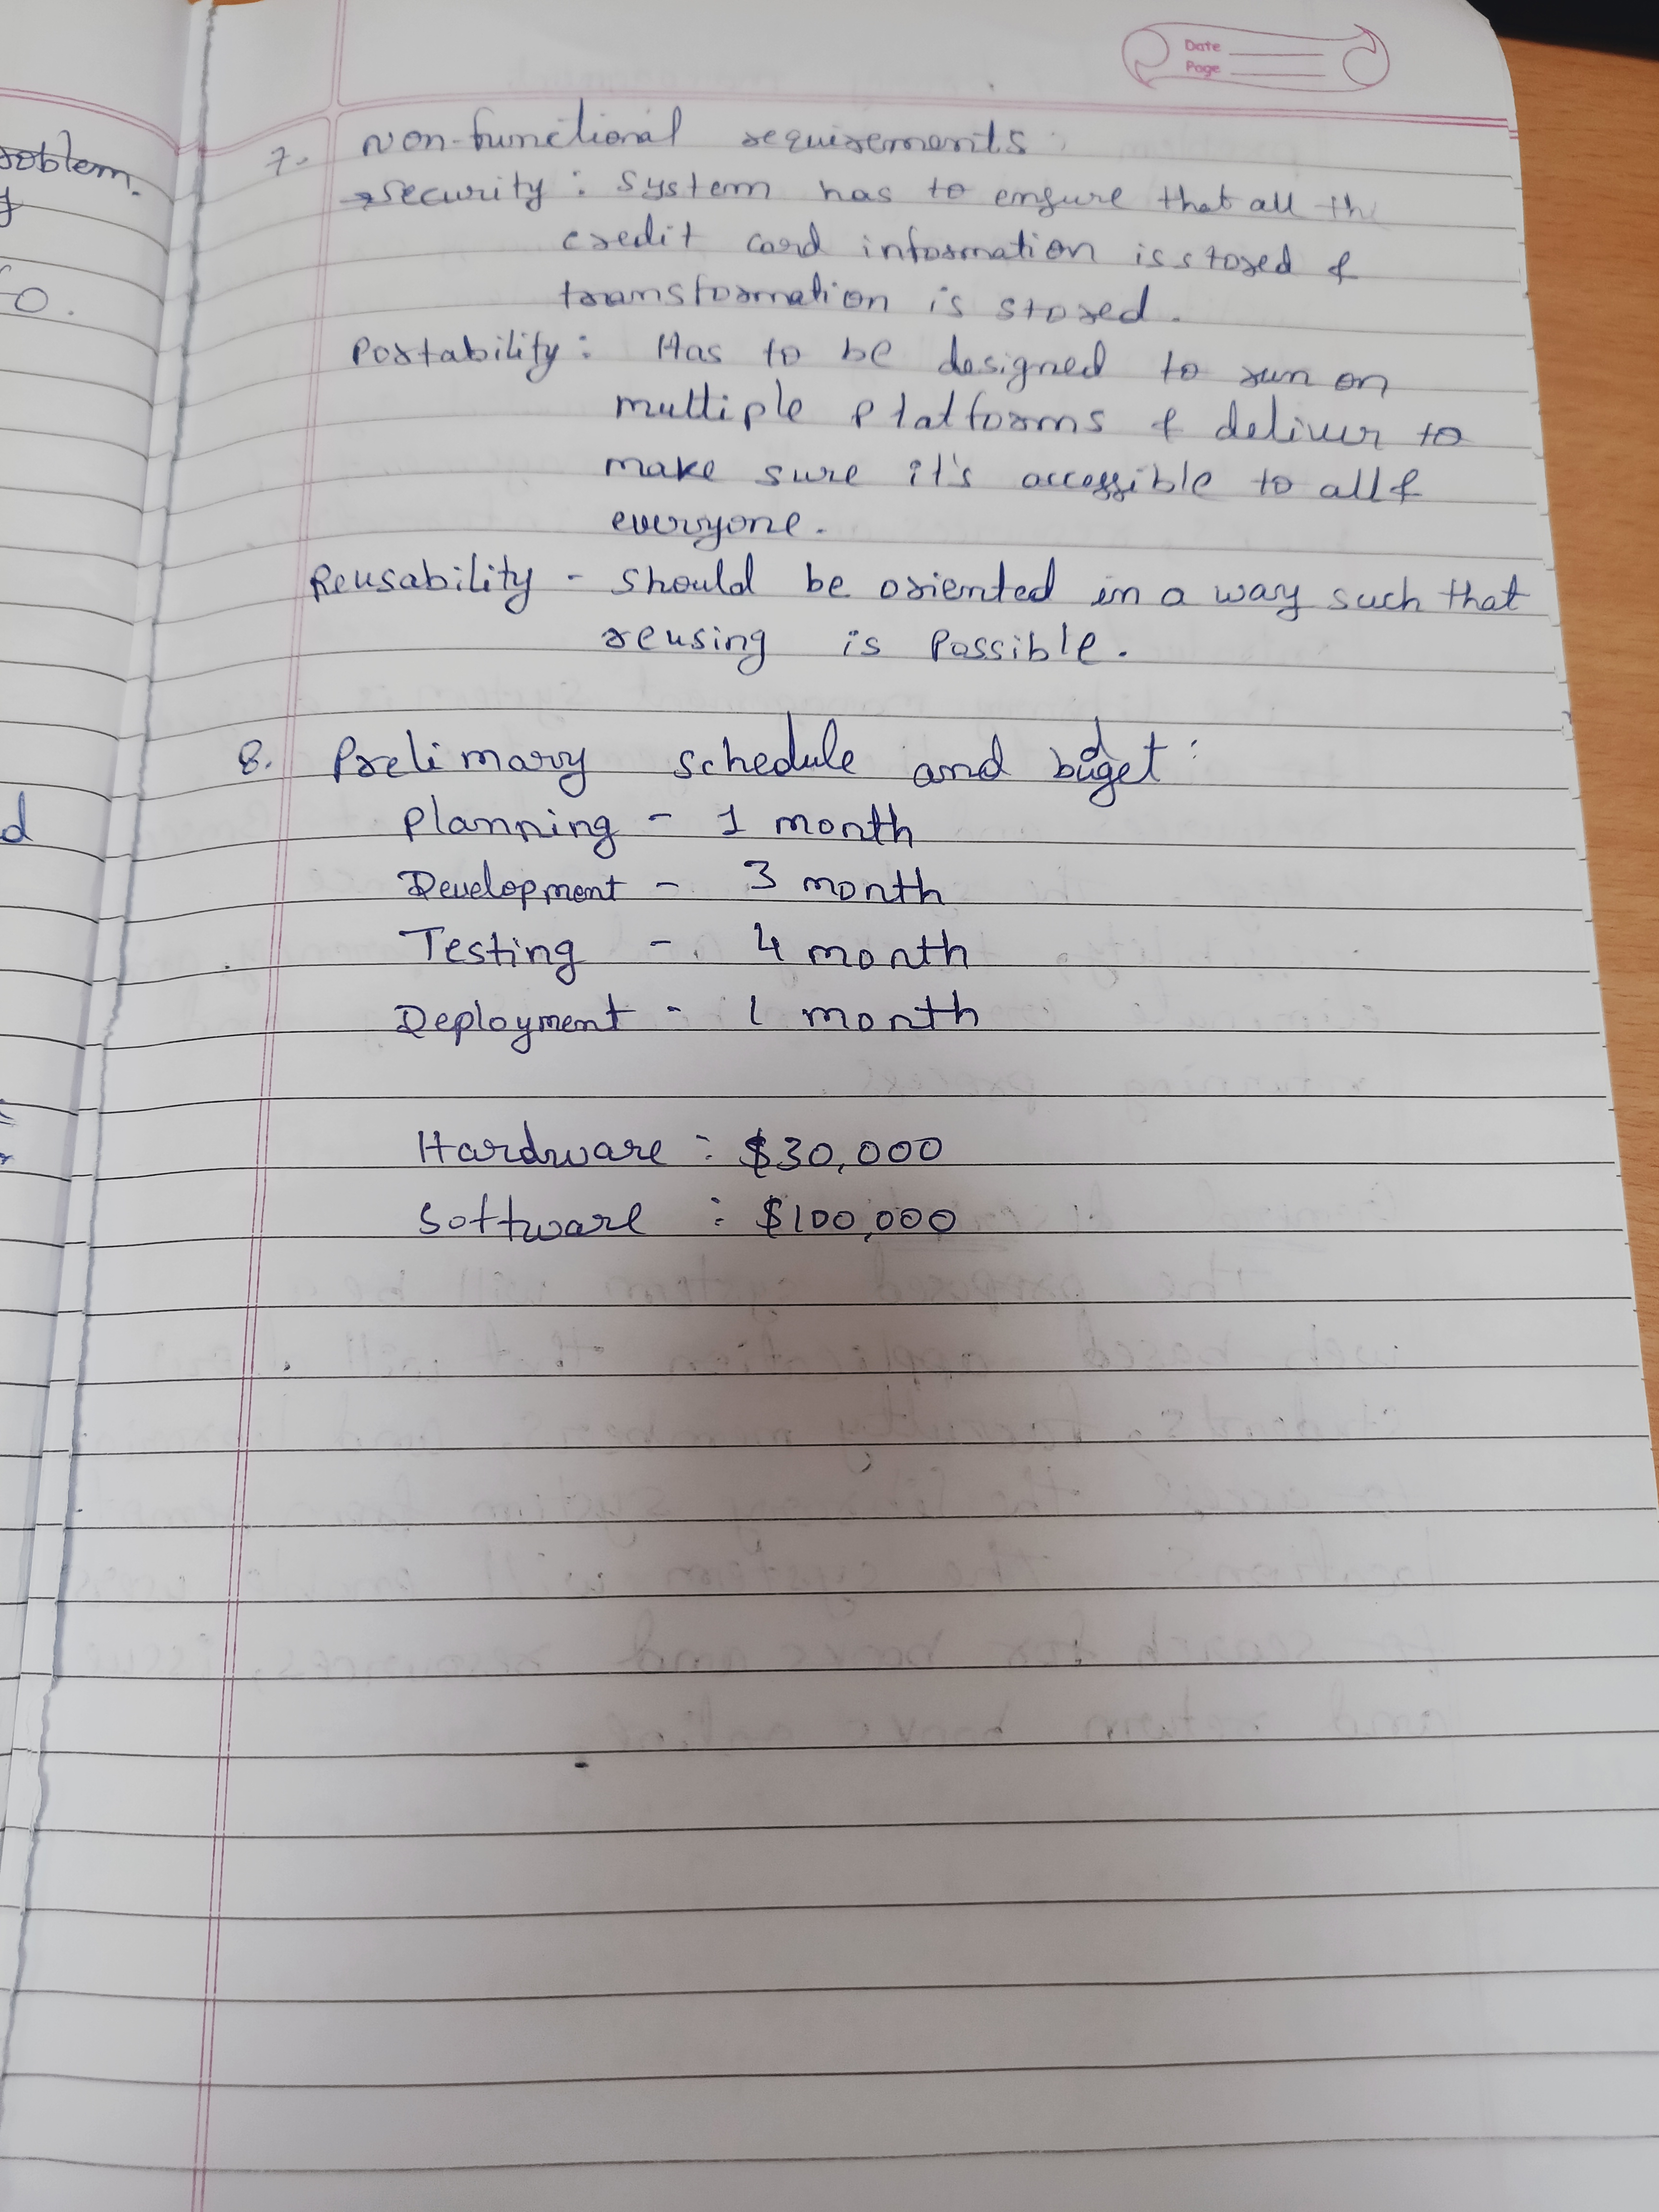 Date
Page
roblem.
y
0.
d
7. Non-functional requirements:
→security: System has to ensure that all the
credit card information is stored &
transformation is stored.
Portability: Has to be designed to run on
multiple platforms & deliver to
make sure it's accessible to all &
everyone.
Reusability - should be oriented in a way such that
reusing is possible.
8. Prelimary schedule and budget:
Planning - 1 month
Development - 3 month
Testing - 4 month
Deployment - 1 month
Hardware : $30,000
Software : $100,000